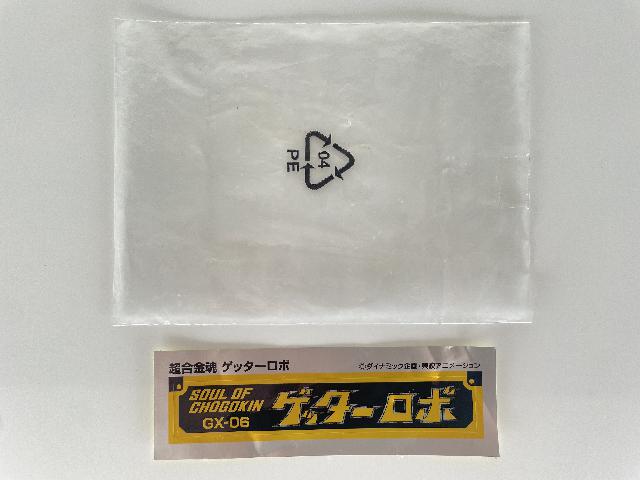 04
PE
超合金魂 ゲッターロボ
©ダイナミック企画・東映アニメーション
SOUL OF
CHOGOKIN
GX-06
ゲッターロボ